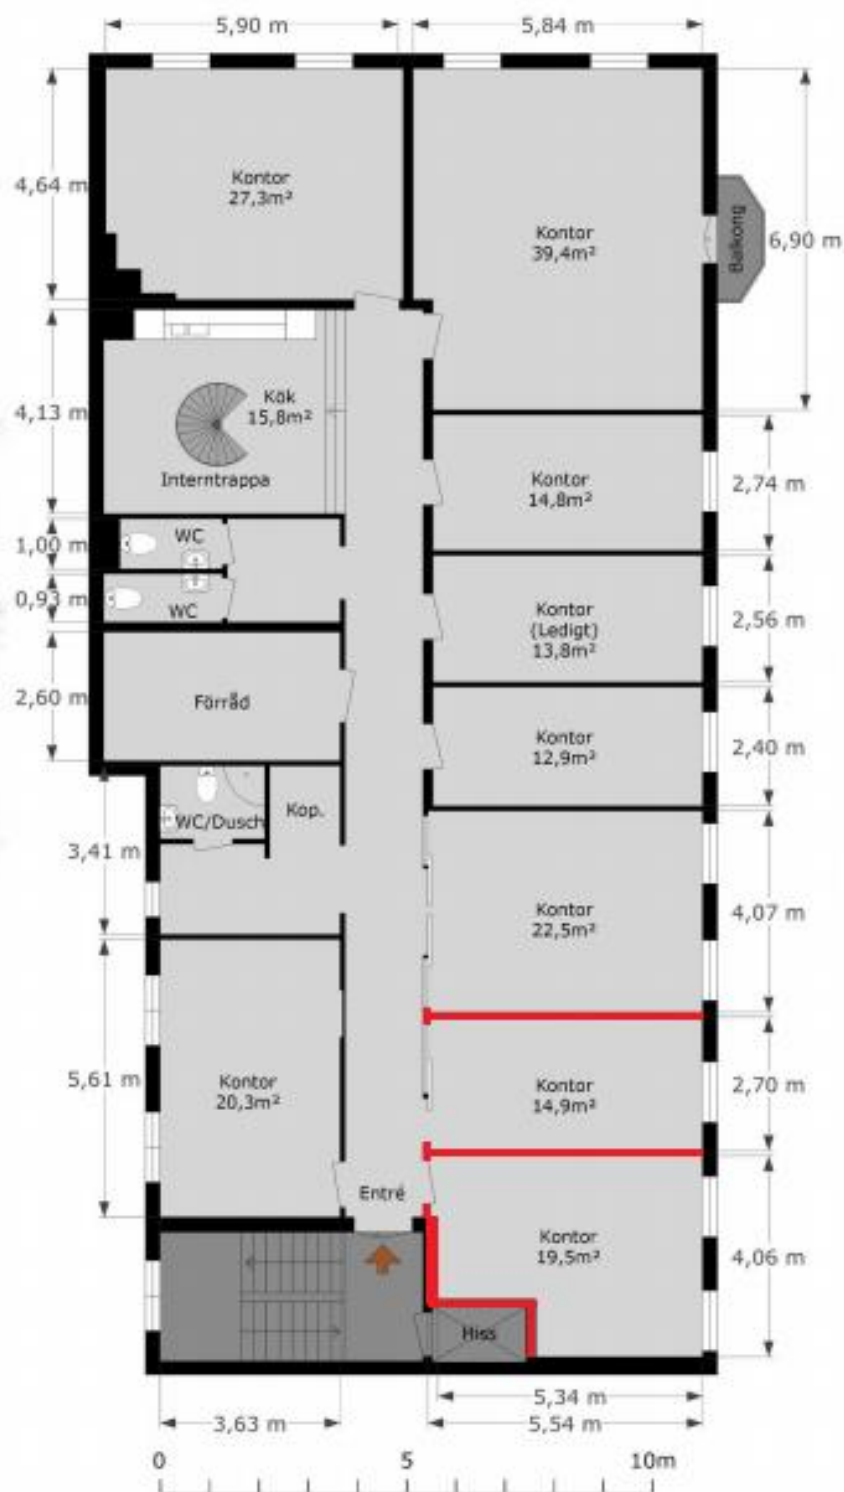 5,90 m
5,84 m
4,64 m
Kontor
27,3m²
Kontor
39,4m²
Balkong
6,90 m
4,13 m
Kök
15,8m²
Interntrappa
Kontor
14,8m²
2,74 m
1,00 m
WC
0,93 m
WC
Kontor
(Ledigt)
13,8m²
2,56 m
2,60 m
Förråd
Kontor
12,9m²
2,40 m
WC/Dusch
Kop.
3,41 m
Kontor
22,5m²
4,07 m
5,61 m
Kontor
20,3m²
Kontor
14,9m²
2,70 m
Entré
Kontor
19,5m²
4,06 m
Hiss
5,34 m
3,63 m
5,54 m
0 5 10m